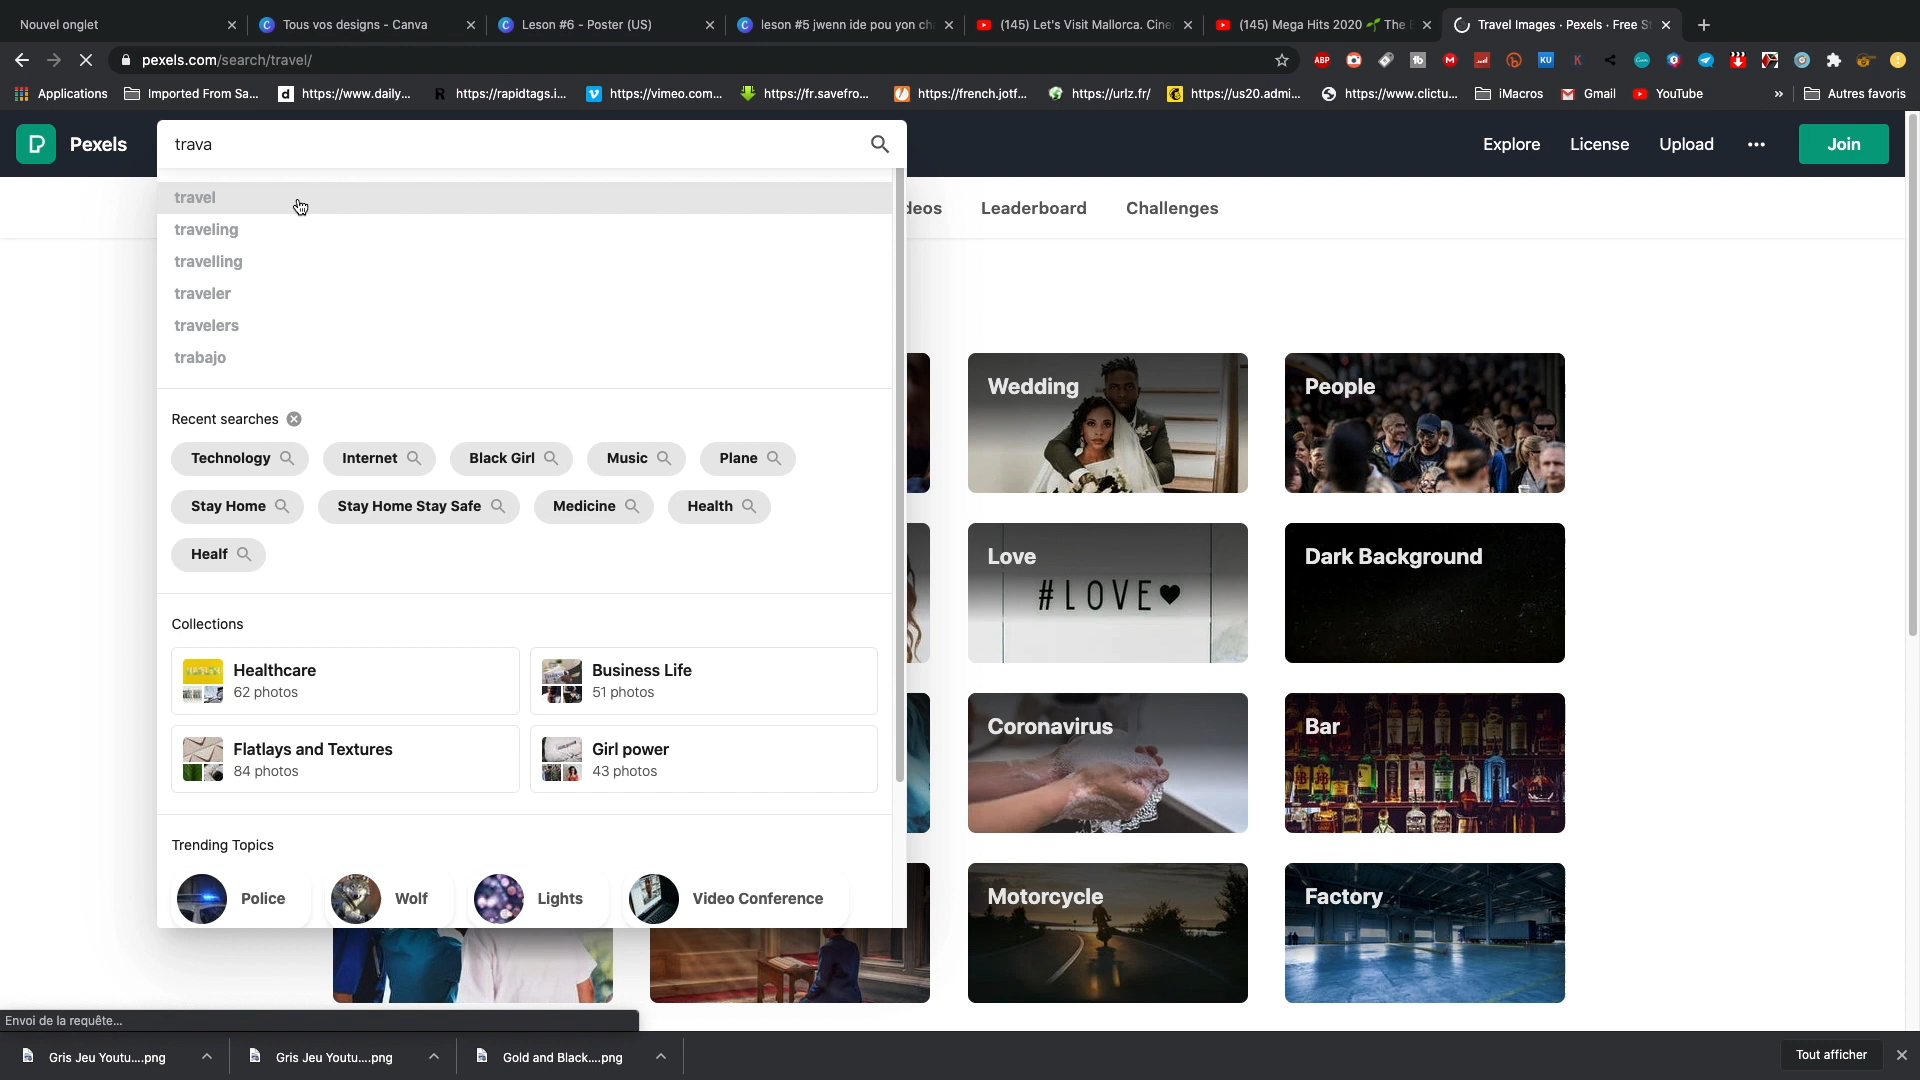 Nouvel onglet
Tous vos designs - Canva
Leson #6 - Poster (US)
leson #5 jwenn ide pou yon ch
(145) Let's Visit Mallorca. Cine
(145) Mega Hits 2020 🌱 The
Travel Images · Pexels · Free S
pexels.com/search/travel/
Applications
Imported From Sa...
https://www.daily...
https://rapidtags.i...
https://vimeo.com...
https://fr.savefro...
https://french.jotf...
https://urlz.fr/
https://us20.admi...
https://www.clictu...
iMacros
Gmail
YouTube
»
Autres favoris
Pexels
trava
Explore
License
Upload
Join
travel
traveling
travelling
traveler
travelers
trabajo
deos
Leaderboard
Challenges
Recent searches
Technology
Internet
Black Girl
Music
Plane
Stay Home
Stay Home Stay Safe
Medicine
Health
Healf
Collections
Healthcare
62 photos
Business Life
51 photos
Flatlays and Textures
84 photos
Girl power
43 photos
Trending Topics
Police
Wolf
Lights
Video Conference
Wedding
People
Love
#LOVE♥
Dark Background
Coronavirus
Bar
Motorcycle
Factory
Envoi de la requête...
Gris Jeu Youtu....png
Gris Jeu Youtu....png
Gold and Black....png
Tout afficher